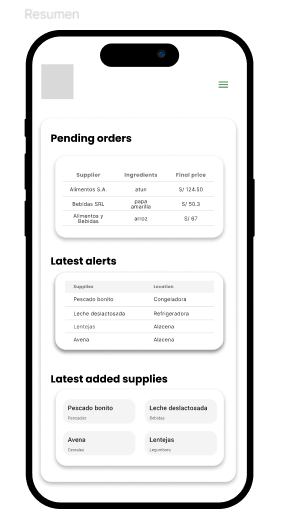 Resumen
Pending orders
Supplier Ingredients Final price
Alimentos S.A. atun S/ 124.50
Bebidas SRL papa amarilla S/ 50.3
Alimentos y Bebidas arroz S/ 67
Latest alerts
Supplies Location
Pescado bonito Congeladora
Leche deslactosada Refrigeradora
Lentejas Alacena
Avena Alacena
Latest added supplies
Pescado bonito Leche deslactosada
Pescados Bebidas
Avena Lentejas
Cereales Legumbres